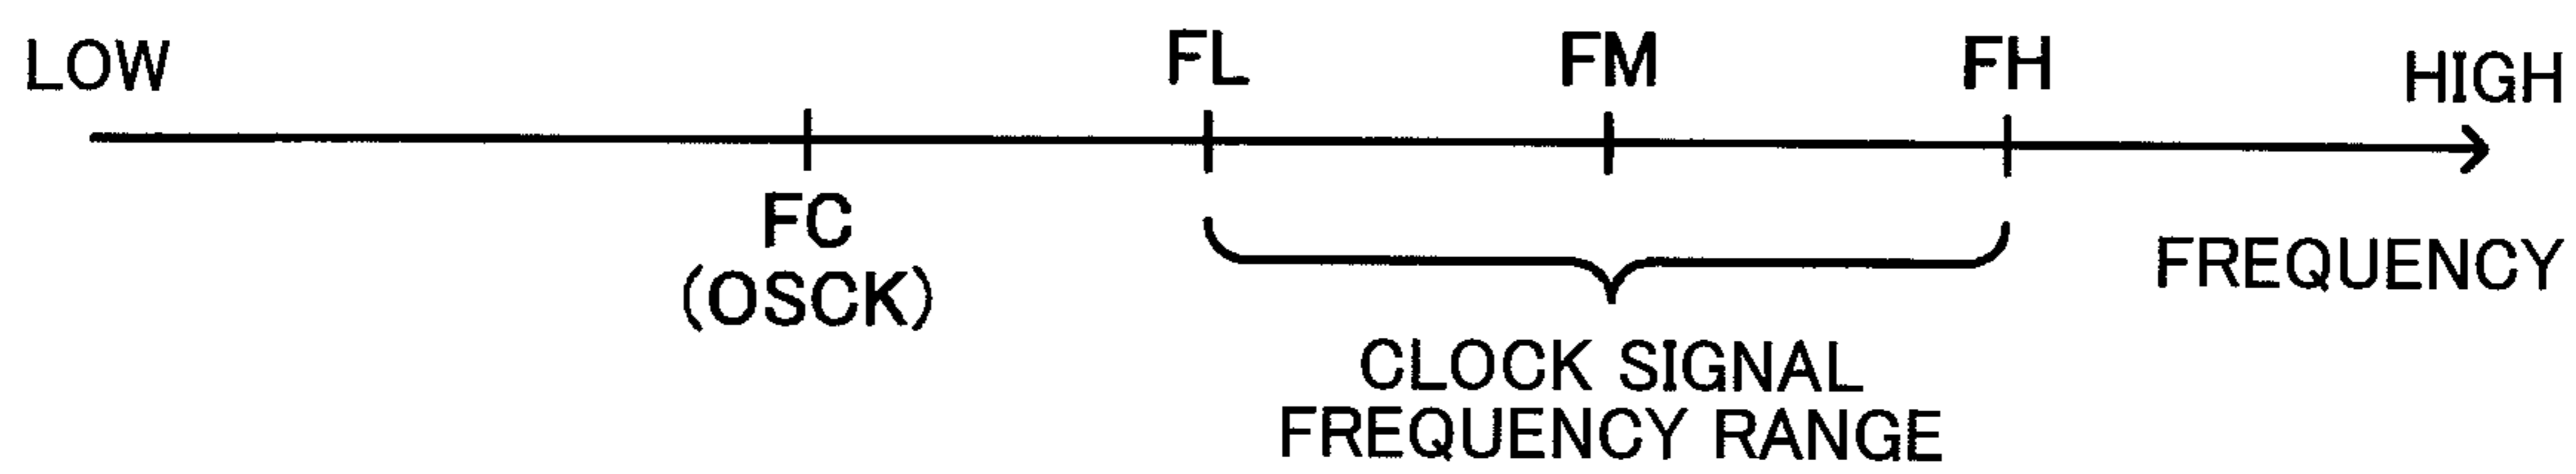 LOW
FL
FM
FH
HIGH
FC
(OSCK)
FREQUENCY
CLOCK SIGNAL
FREQUENCY RANGE